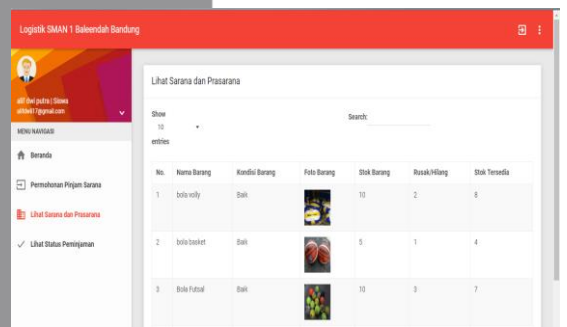 Logistik SMAN 1 Baleendah Bandung
alif dwi putra | Siswa
MENU NAVIGASI
Beranda
Permohonan Pinjam Sarana
Lihat Sarana dan Prasarana
Lihat Status Peminjaman
Lihat Sarana dan Prasarana
Show
10
entries
Search:
No. Nama Barang Kondisi Barang Foto Barang Stok Barang Rusak/Hilang Stok Tersedia
1 bola volly Baik 10 2 8
2 bola basket Baik 5 1 4
3 Bola Futsal Baik 10 3 7